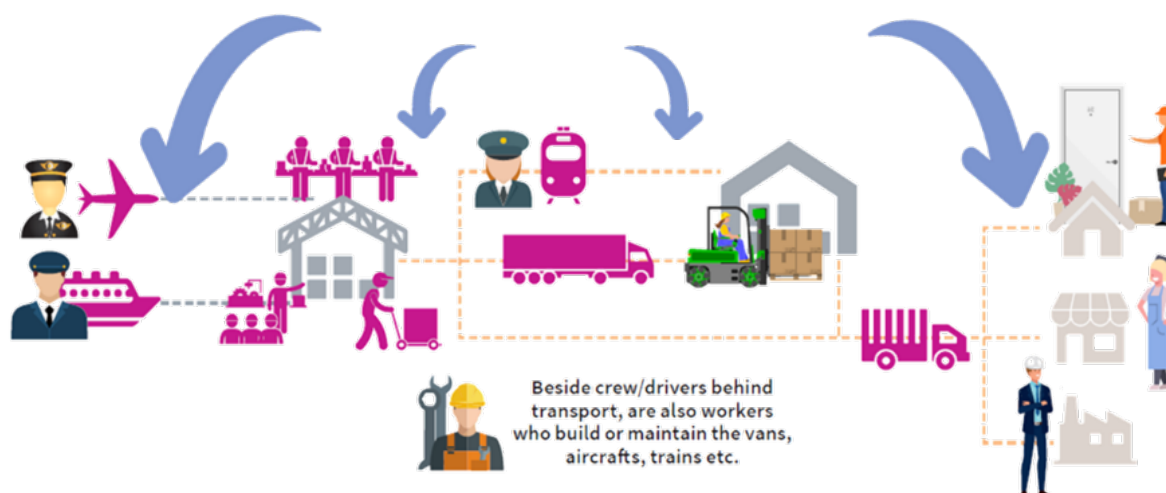 Beside crew/drivers behind
transport, are also workers
who build or maintain the vans,
aircrafts, trains etc.